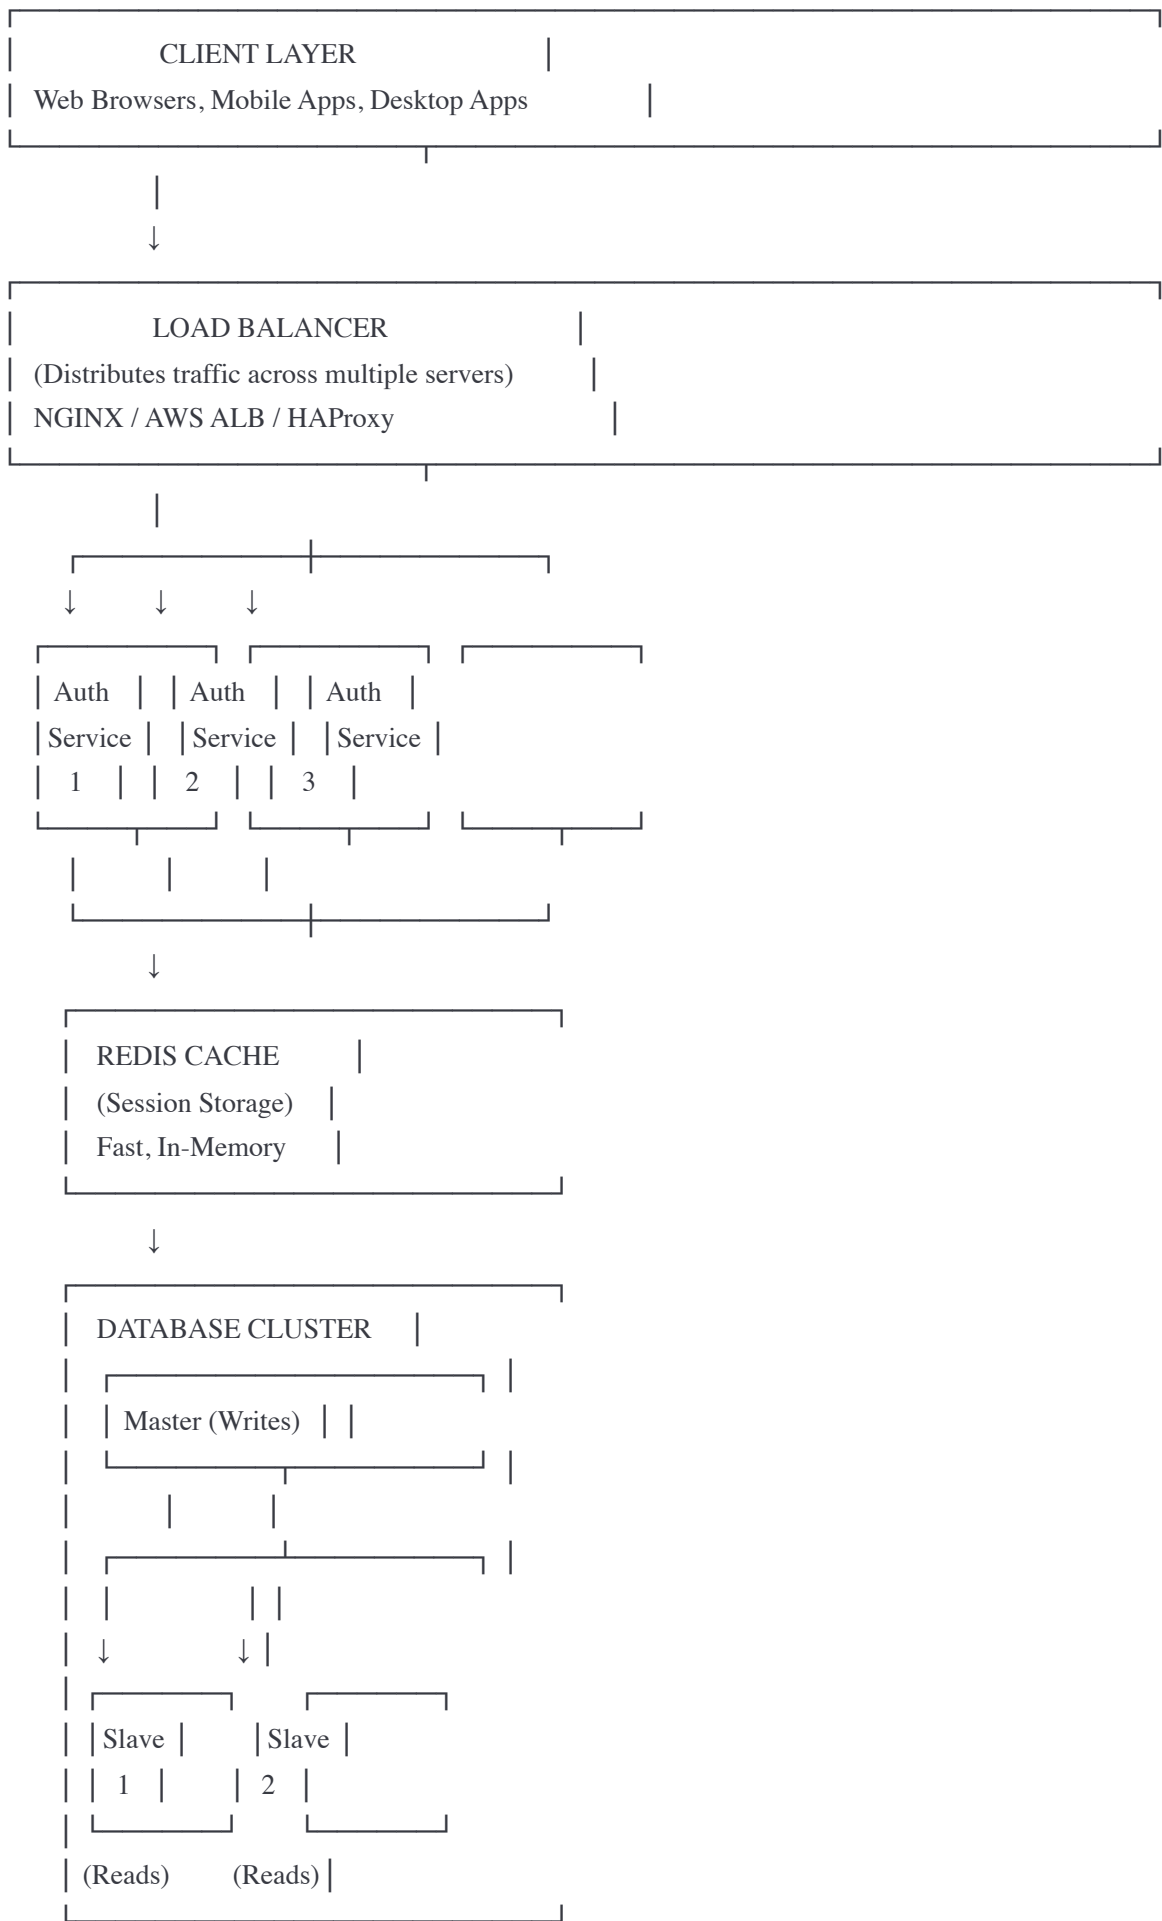 CLIENT LAYER
Web Browsers, Mobile Apps, Desktop Apps
LOAD BALANCER
(Distributes traffic across multiple servers)
NGINX / AWS ALB / HAProxy
Auth Auth Auth
Service Service Service
1 2 3
REDIS CACHE
(Session Storage)
Fast, In-Memory
DATABASE CLUSTER
Master (Writes)
Slave Slave
1 2
(Reads) (Reads)